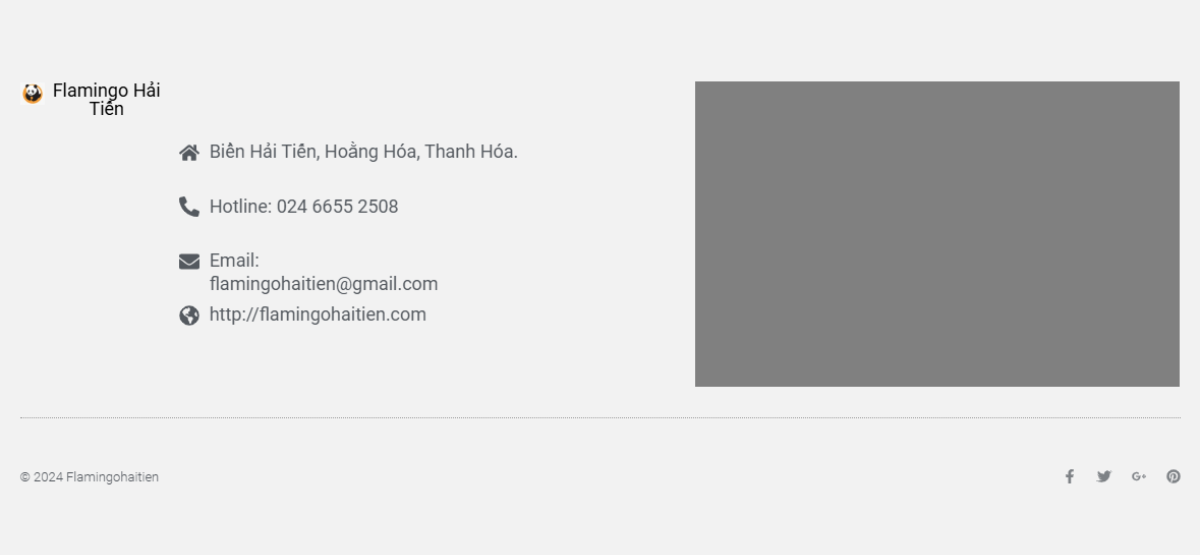 Flamingo Hải
Tiến
Biển Hải Tiến, Hoằng Hóa, Thanh Hóa.
Hotline: 024 6655 2508
Email:
flamingohaitien@gmail.com
http://flamingohaitien.com
© 2024 Flamingohaitien